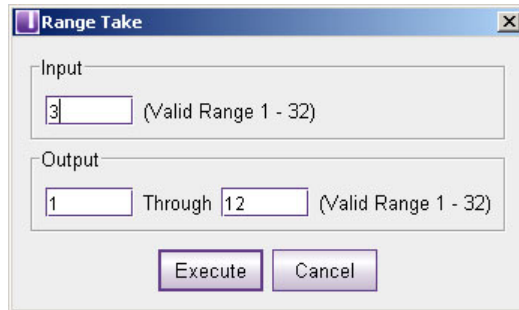 Range Take
Input
3 (Valid Range 1 - 32)
Output
1 Through 12 (Valid Range 1 - 32)
Execute Cancel